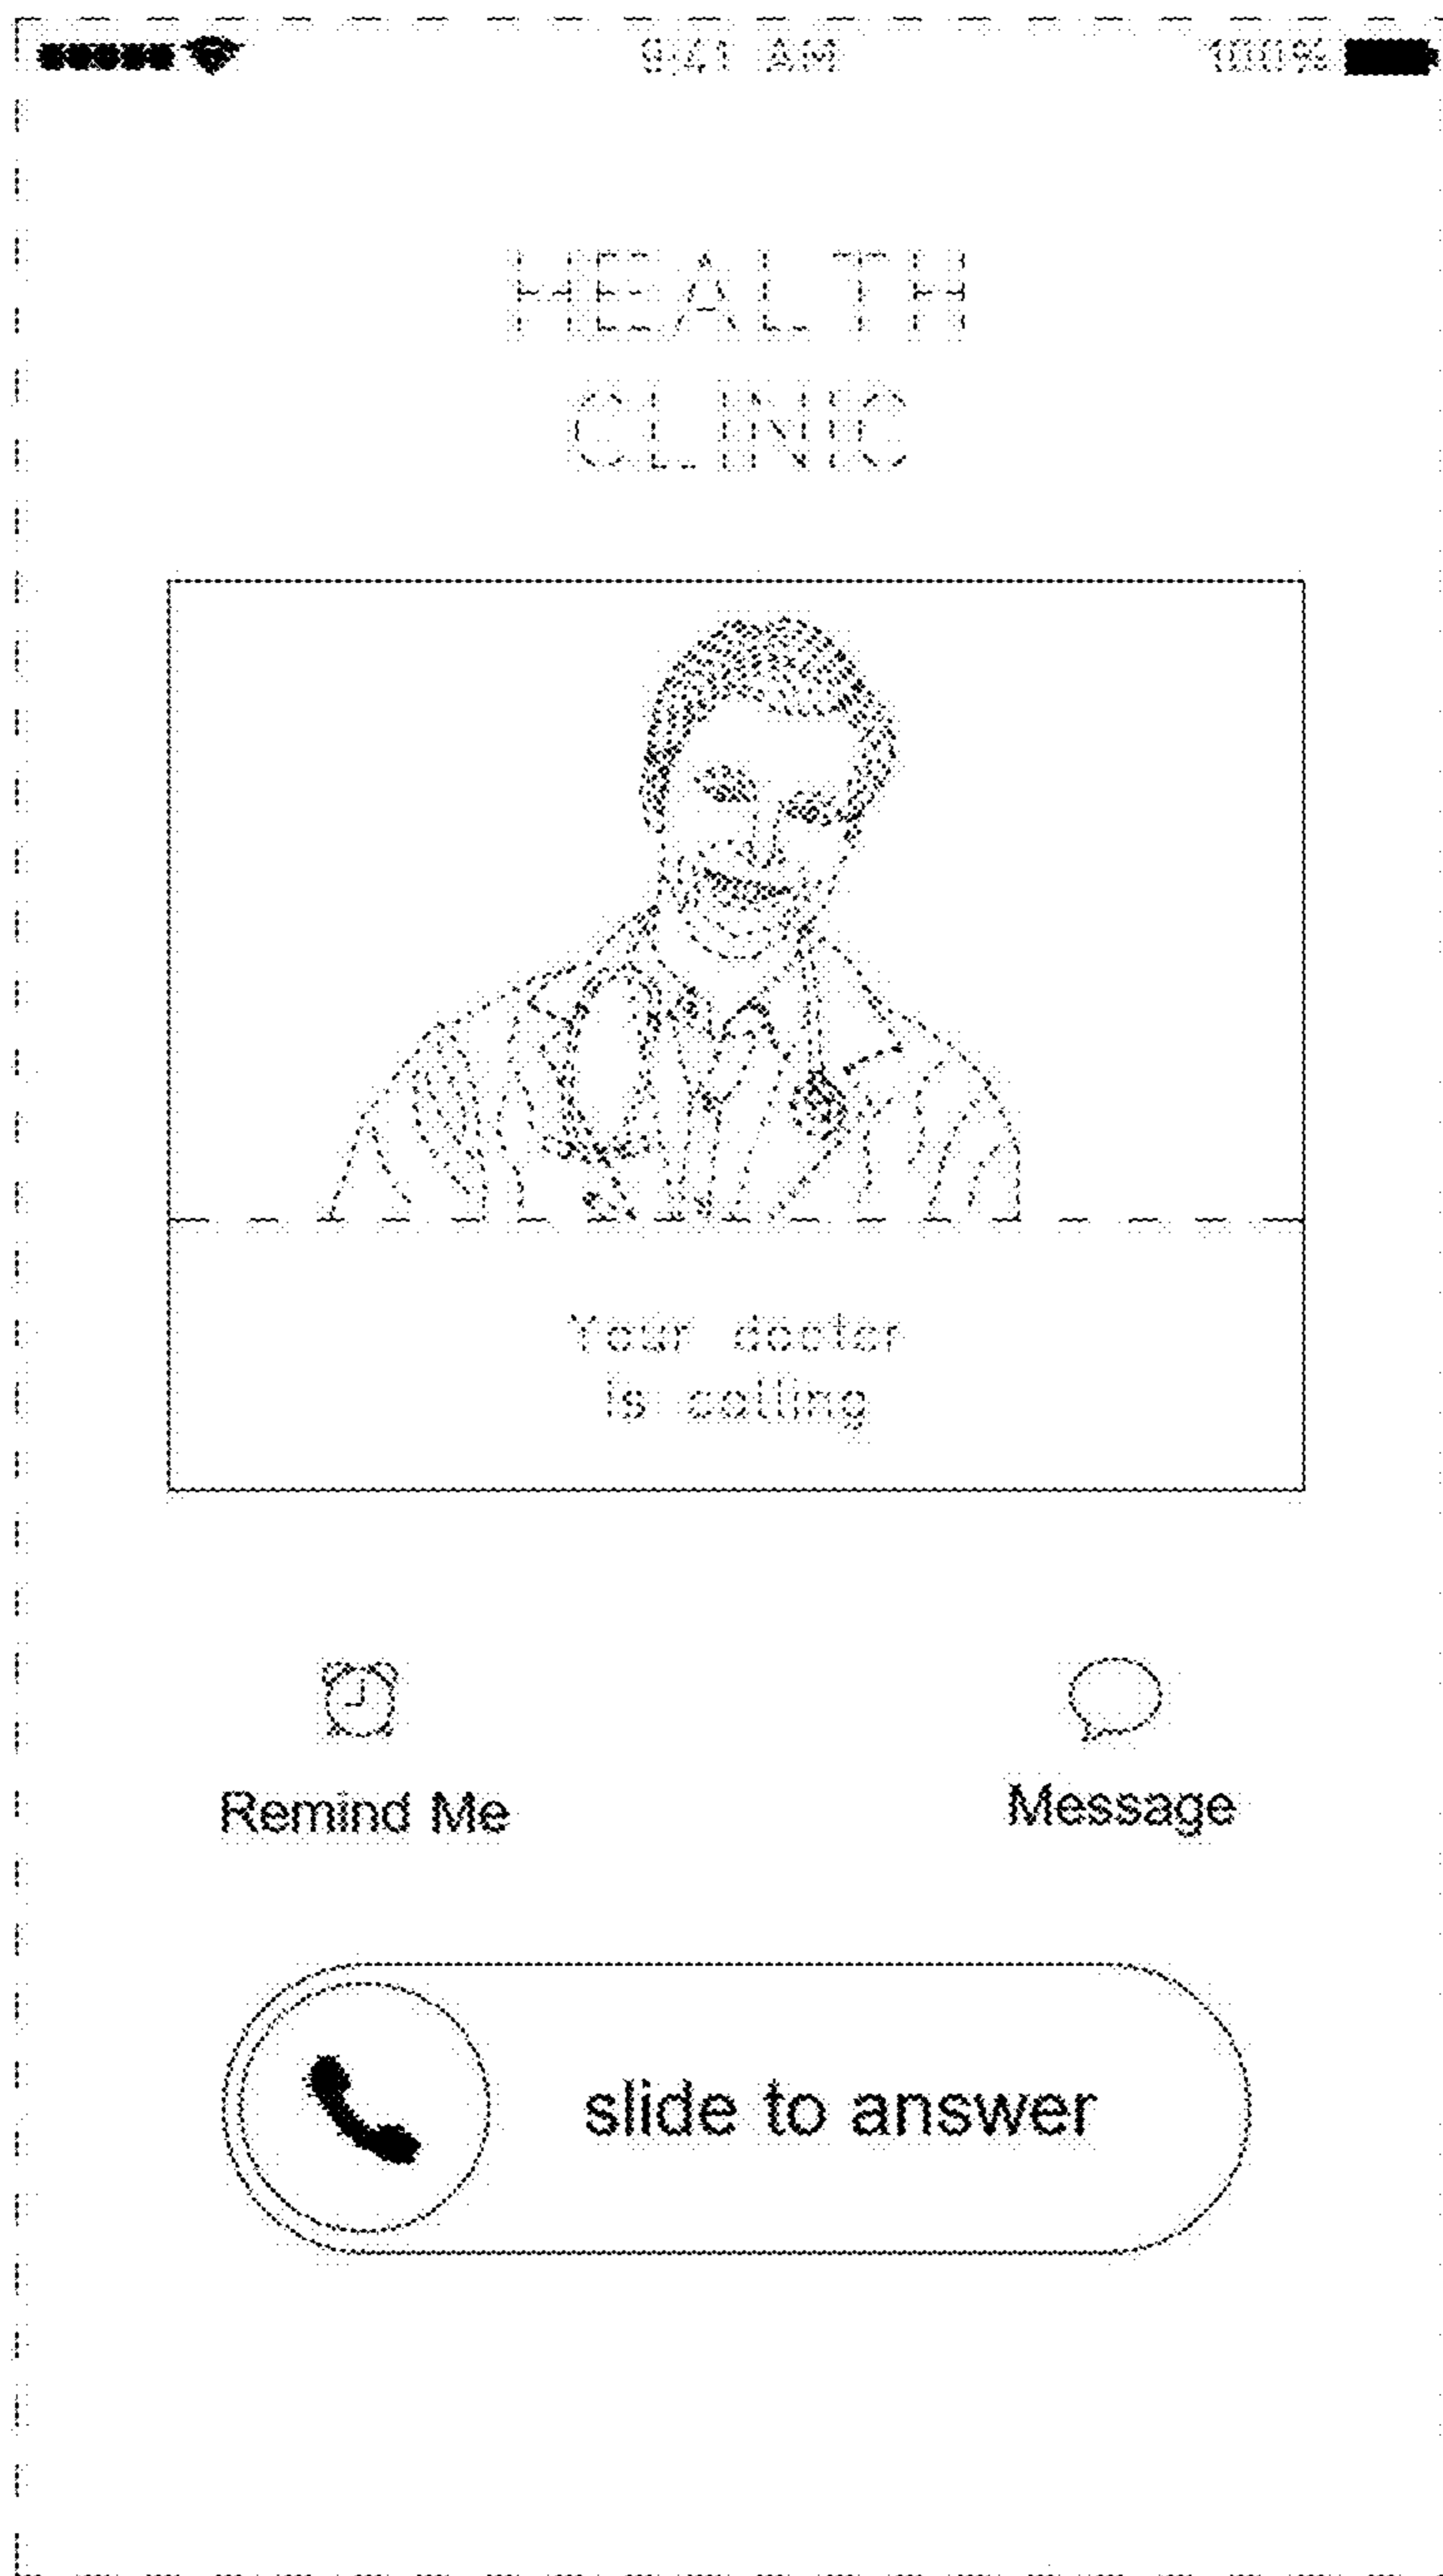 9:41 AM 100%
HEALTH
CLINIC
Your doctor
is calling
Remind Me
Message
slide to answer